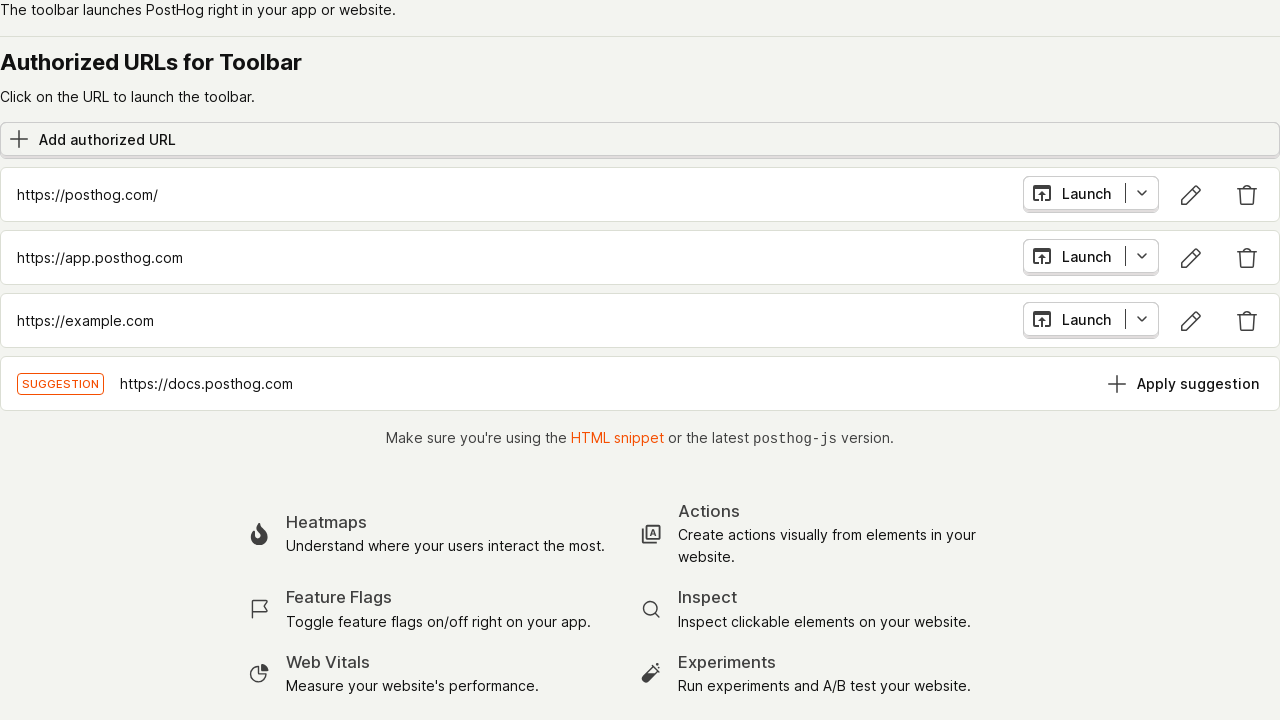 The toolbar launches PostHog right in your app or website.
Authorized URLs for Toolbar
Click on the URL to launch the toolbar.
Add authorized URL
https://posthog.com/
Launch
https://app.posthog.com
Launch
https://example.com
Launch
SUGGESTION https://docs.posthog.com
Apply suggestion
Make sure you're using the HTML snippet or the latest posthog-js version.
Heatmaps
Understand where your users interact the most.
Actions
Create actions visually from elements in your
website.
Feature Flags
Toggle feature flags on/off right on your app.
Inspect
Inspect clickable elements on your website.
Web Vitals
Measure your website's performance.
Experiments
Run experiments and A/B test your website.